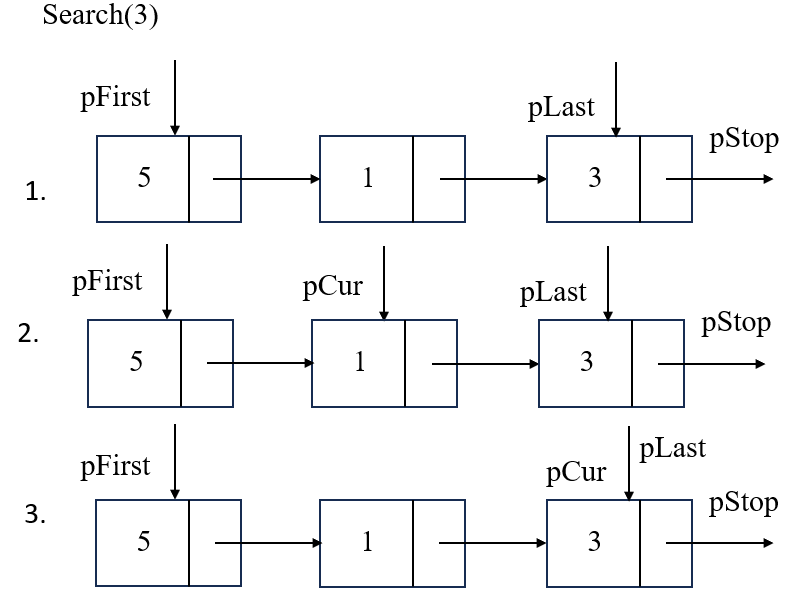 Search(3)
pFirst
pLast
pStop
1.
5
1
3
pFirst
pCur
pLast
pStop
2.
5
1
3
pFirst
pCur
pLast
pStop
3.
5
1
3